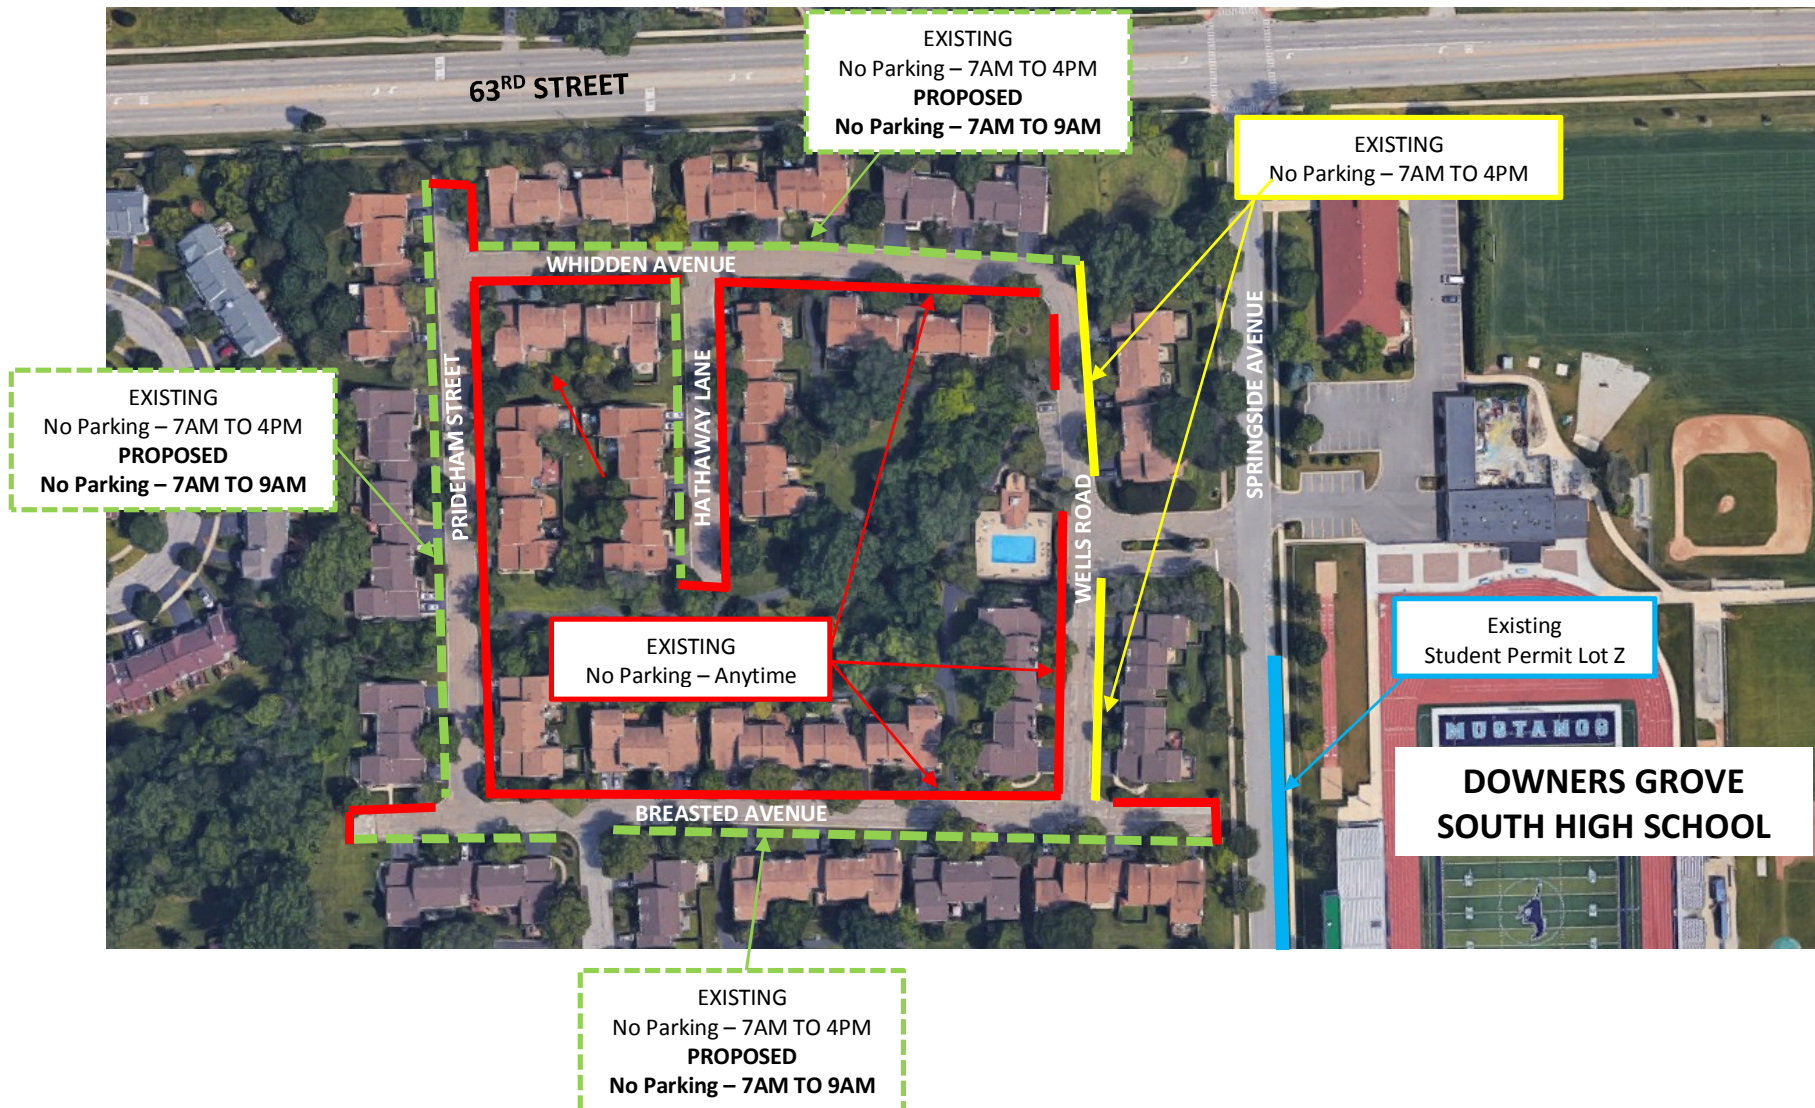 63RD STREET
EXISTING
No Parking – 7AM TO 4PM
PROPOSED
No Parking – 7AM TO 9AM
EXISTING
No Parking – 7AM TO 4PM
WHIDDEN AVENUE
EXISTING
No Parking – 7AM TO 4PM
PROPOSED
No Parking – 7AM TO 9AM
PRIDEHAM STREET
HATHAWAY LANE
WELLS ROAD
SPRINGSIDE AVENUE
EXISTING
No Parking – Anytime
Existing
Student Permit Lot Z
MUSTANGS
DOWNERS GROVE
SOUTH HIGH SCHOOL
BREASTED AVENUE
EXISTING
No Parking – 7AM TO 4PM
PROPOSED
No Parking – 7AM TO 9AM